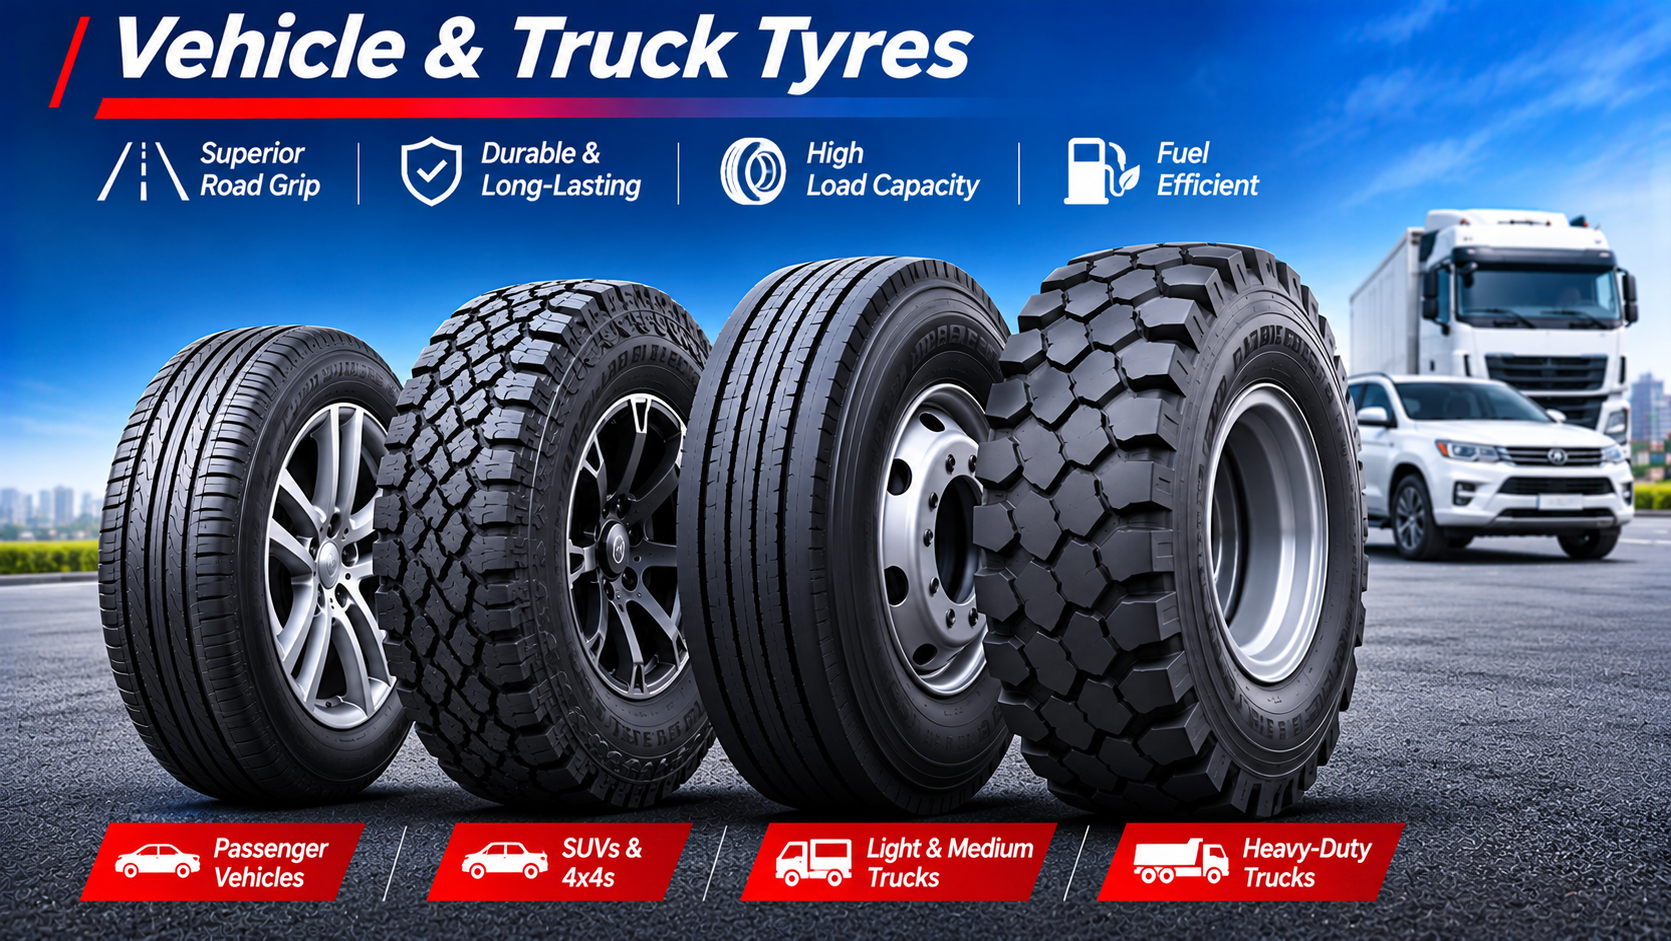 Vehicle & Truck Tyres
Superior
Road Grip
Durable &
Long-Lasting
High
Load Capacity
Fuel
Efficient
Passenger
Vehicles
SUVs &
4x4s
Light & Medium
Trucks
Heavy-Duty
Trucks